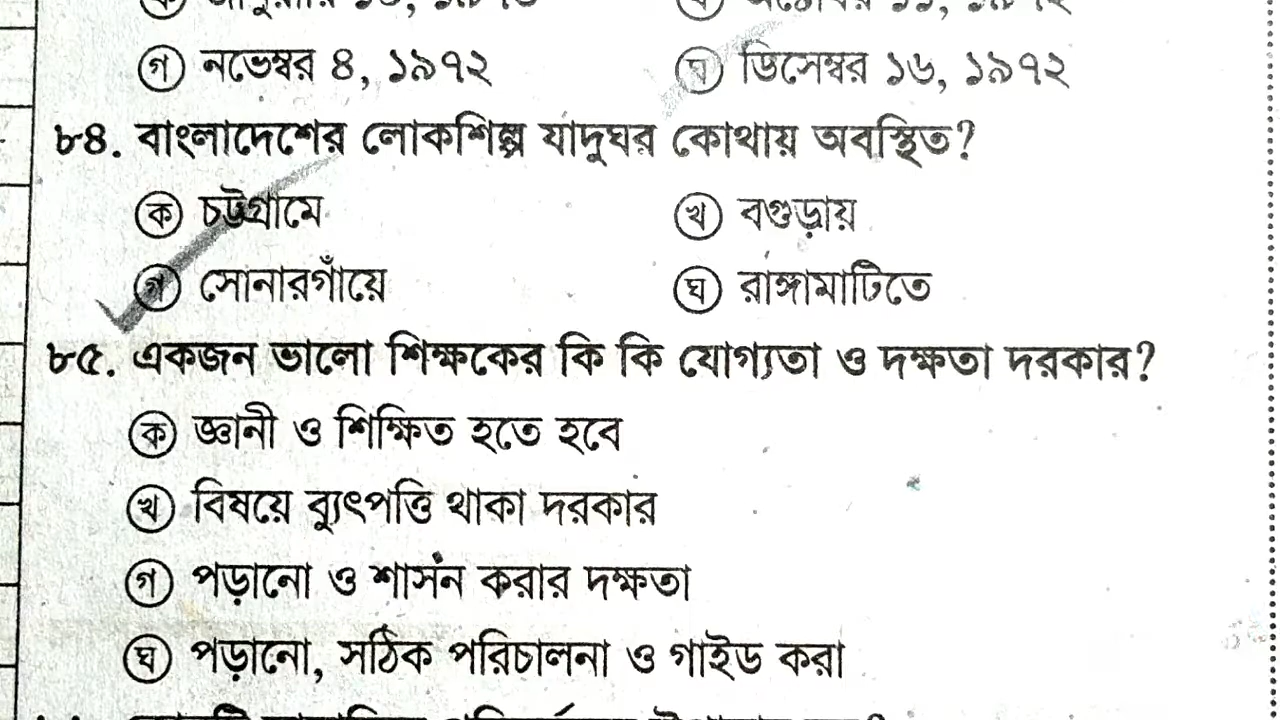 গ নভেম্বর ৪, ১৯৭২ ঘ ডিসেম্বর ১৬, ১৯৭২
৮৪. বাংলাদেশের লোকশিল্প যাদুঘর কোথায় অবস্থিত?
ক চট্টগ্রামে খ বগুড়ায়
গ সোনারগাঁয়ে ঘ রাঙ্গামাটিতে
৮৫. একজন ভালো শিক্ষকের কি কি যোগ্যতা ও দক্ষতা দরকার?
ক জ্ঞানী ও শিক্ষিত হতে হবে
খ বিষয়ে ব্যুৎপত্তি থাকা দরকার
গ পড়ানো ও শাসন করার দক্ষতা
ঘ পড়ানো, সঠিক পরিচালনা ও গাইড করা